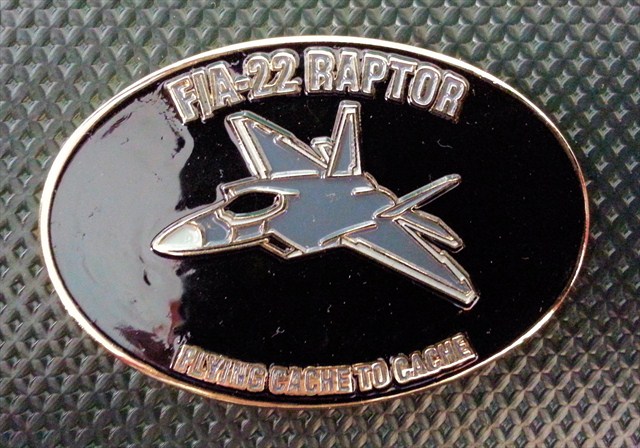 F/A-22 RAPTOR
FLYING CACHE TO CACHE